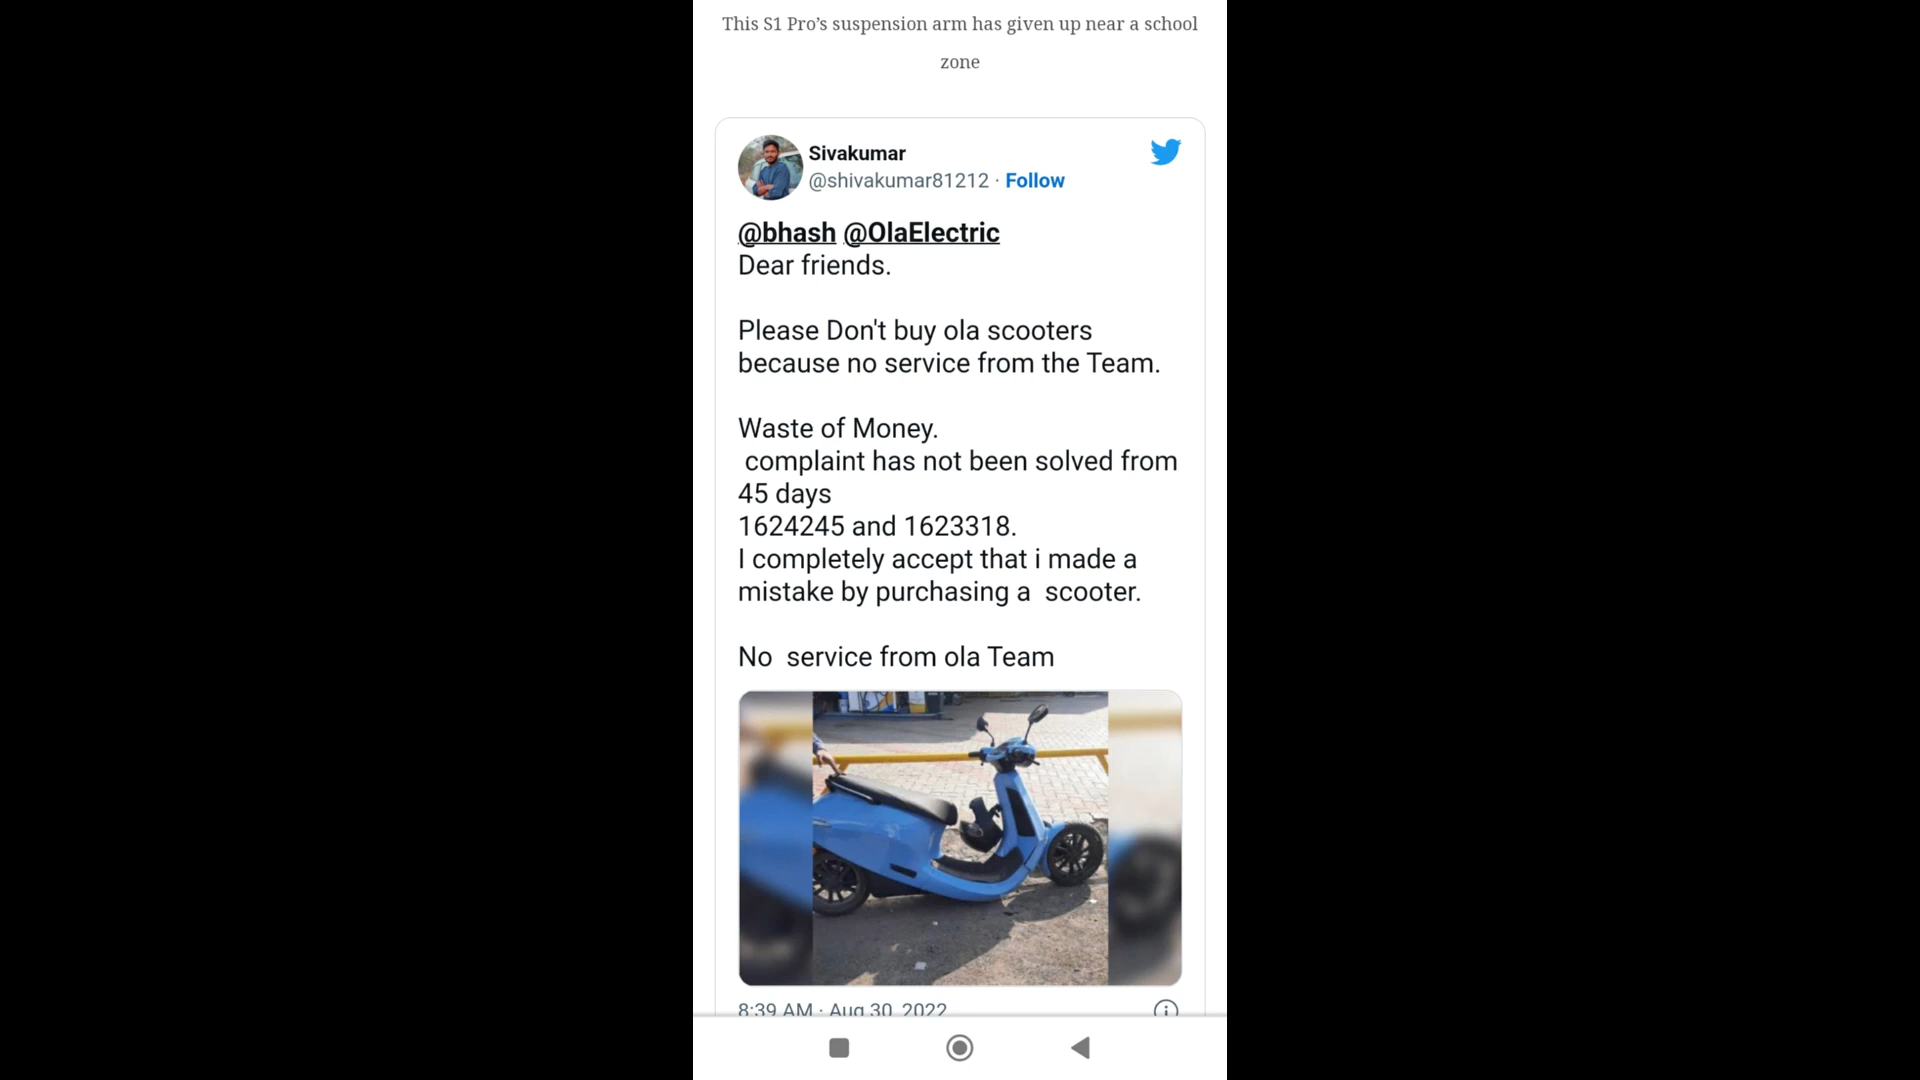 This S1 Pro’s suspension arm has given up near a school
zone
Sivakumar
@shivakumar81212 · Follow
@bhash @OlaElectric
Dear friends.
Please Don't buy ola scooters
because no service from the Team.
Waste of Money.
complaint has not been solved from
45 days
1624245 and 1623318.
I completely accept that i made a
mistake by purchasing a  scooter.
No  service from ola Team
8:39 AM · Aug 30, 2022